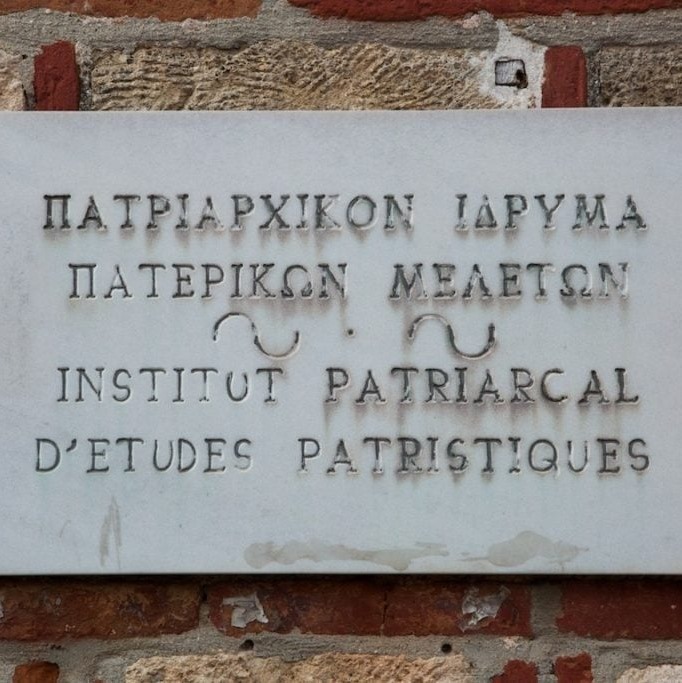 ΠΑΤΡΙΑΡΧΙΚΟΝ ΙΔΡΥΜΑ
ΠΑΤΕΡΙΚΩΝ ΜΕΛΕΤΩΝ
INSTITUT PATRIARCAL
D'ETUDES PATRISTIQUES